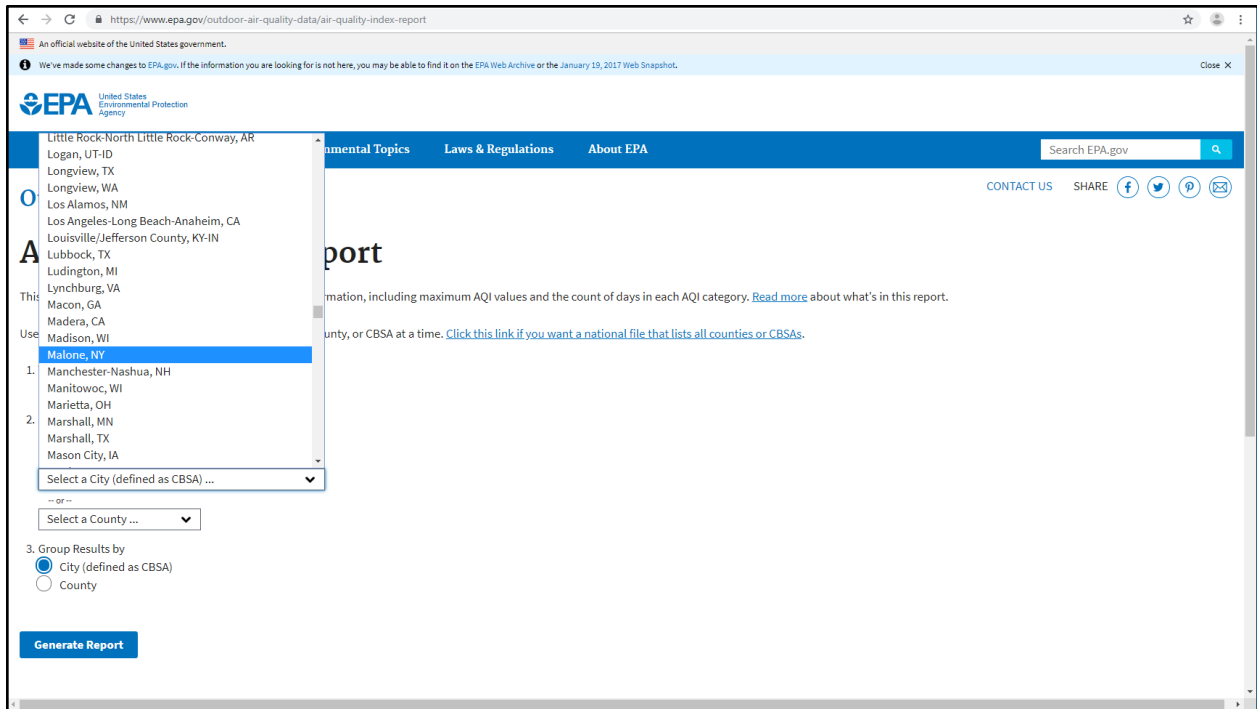 https://www.epa.gov/outdoor-air-quality-data/air-quality-index-report
An official website of the United States government.
We've made some changes to EPA.gov. If the information you are looking for is not here, you may be able to find it on the EPA Web Archive or the January 19, 2017 Web Snapshot.
Close X
EPA
United States
Environmental Protection
Agency
nmental Topics
Laws & Regulations
About EPA
Search EPA.gov
CONTACT US
SHARE
O
A
port
This
rmation, including maximum AQI values and the count of days in each AQI category. Read more about what's in this report.
Use
unty, or CBSA at a time. Click this link if you want a national file that lists all counties or CBSAs.
1.
2.
Little Rock-North Little Rock-Conway, AR
Logan, UT-ID
Longview, TX
Longview, WA
Los Alamos, NM
Los Angeles-Long Beach-Anaheim, CA
Louisville/Jefferson County, KY-IN
Lubbock, TX
Ludington, MI
Lynchburg, VA
Macon, GA
Madera, CA
Madison, WI
Malone, NY
Manchester-Nashua, NH
Manitowoc, WI
Marietta, OH
Marshall, MN
Marshall, TX
Mason City, IA
Select a City (defined as CBSA) ...
-- or --
Select a County ...
3. Group Results by
City (defined as CBSA)
County
Generate Report